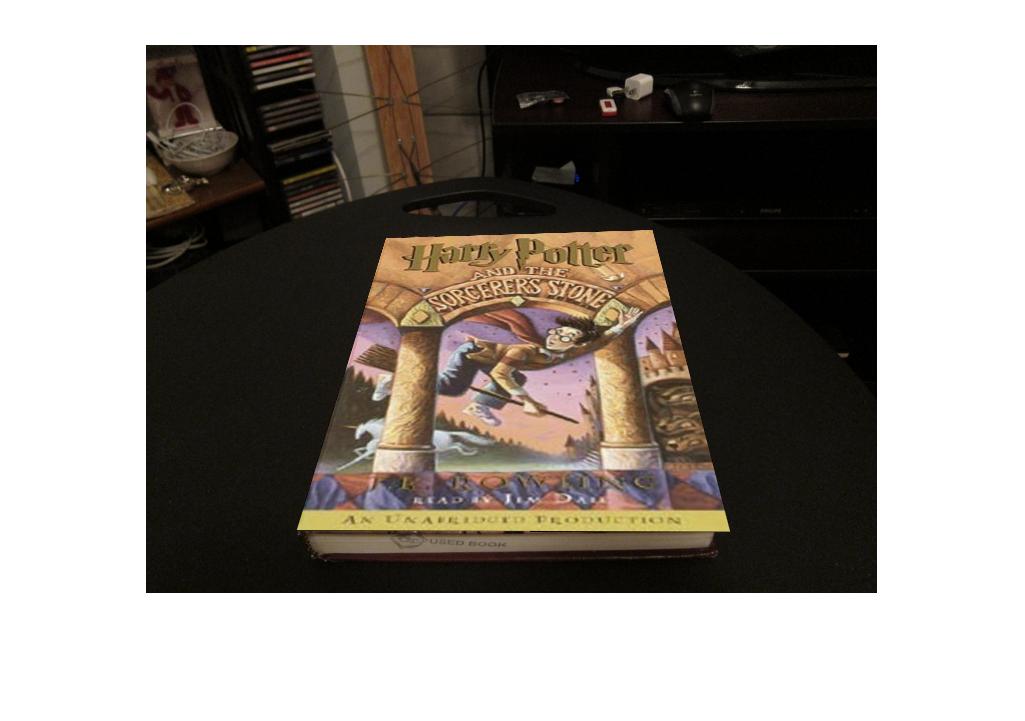 Harry Potter
AND THE
SORCERER'S STONE
J.K. ROWLING
READ BY JIM DALE
AN UNABRIDGED PRODUCTION
USED BOOK